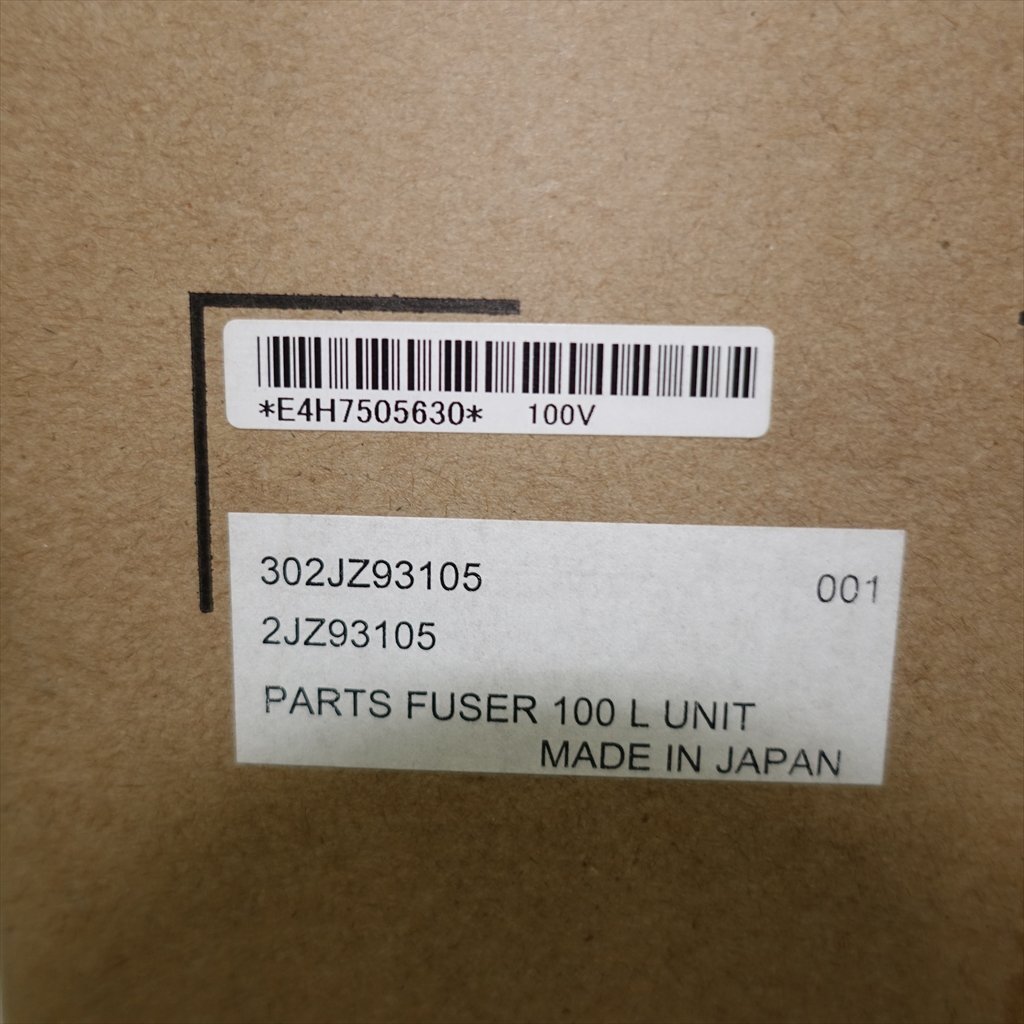 *E4H7505630* 100V
302JZ93105 001
2JZ93105
PARTS FUSER 100 L UNIT
MADE IN JAPAN